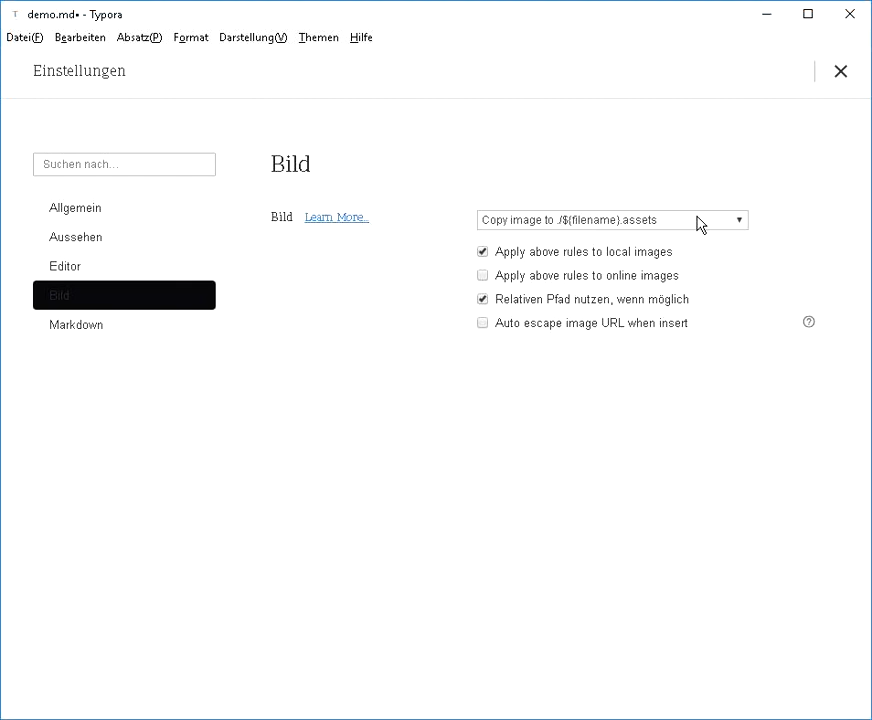 demo.md• - Typora
Datei(F) Bearbeiten Absatz(P) Format Darstellung(V) Themen Hilfe
Einstellungen
Suchen nach...
Allgemein
Aussehen
Editor
Bild
Markdown
Bild
Bild Learn More...
Copy image to ./${filename}.assets
Apply above rules to local images
Apply above rules to online images
Relativen Pfad nutzen, wenn möglich
Auto escape image URL when insert